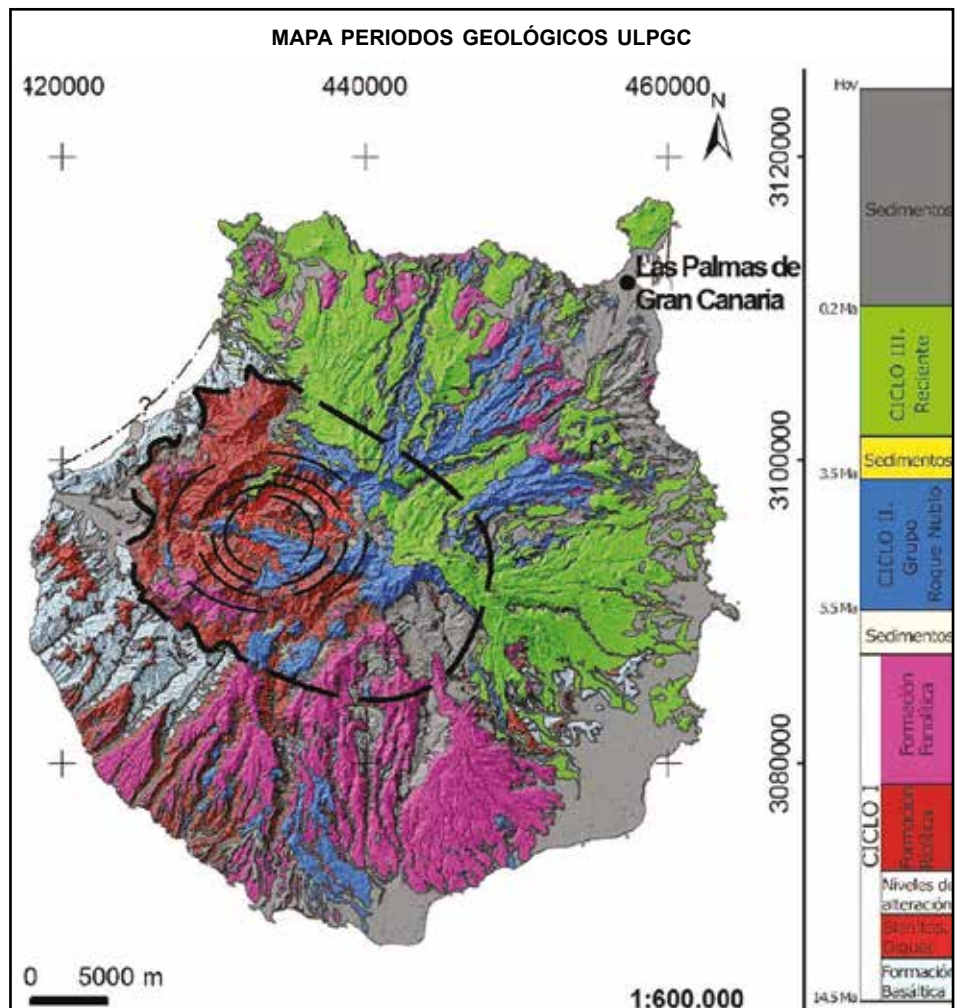 MAPA PERIODOS GEOLÓGICOS ULPGC
420000
440000
460000
N
3120000
3100000
3080000
Las Palmas de
Gran Canaria
?
0
5000 m
1:600.000
Hoy
Sedimentos
0.2 Ma
CICLO III.
Reciente
Sedimentos
3.5 Ma
CICLO II.
Grupo
Roque Nublo
5.5 Ma
Sedimentos
CICLO I
Formación
Fonolítica
Formación
Niveles de
alteración
Diques
Formación
Basáltica
14.5 Ma